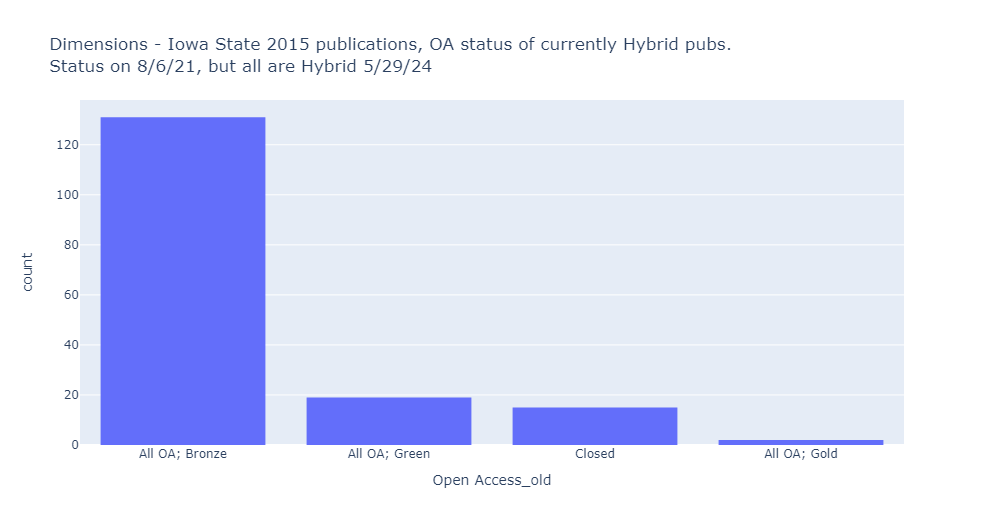 Dimensions - Iowa State 2015 publications, OA status of currently Hybrid pubs.
Status on 8/6/21, but all are Hybrid 5/29/24
120
100
80
60
40
20
0
count
All OA; Bronze
All OA; Green
Closed
All OA; Gold
Open Access_old